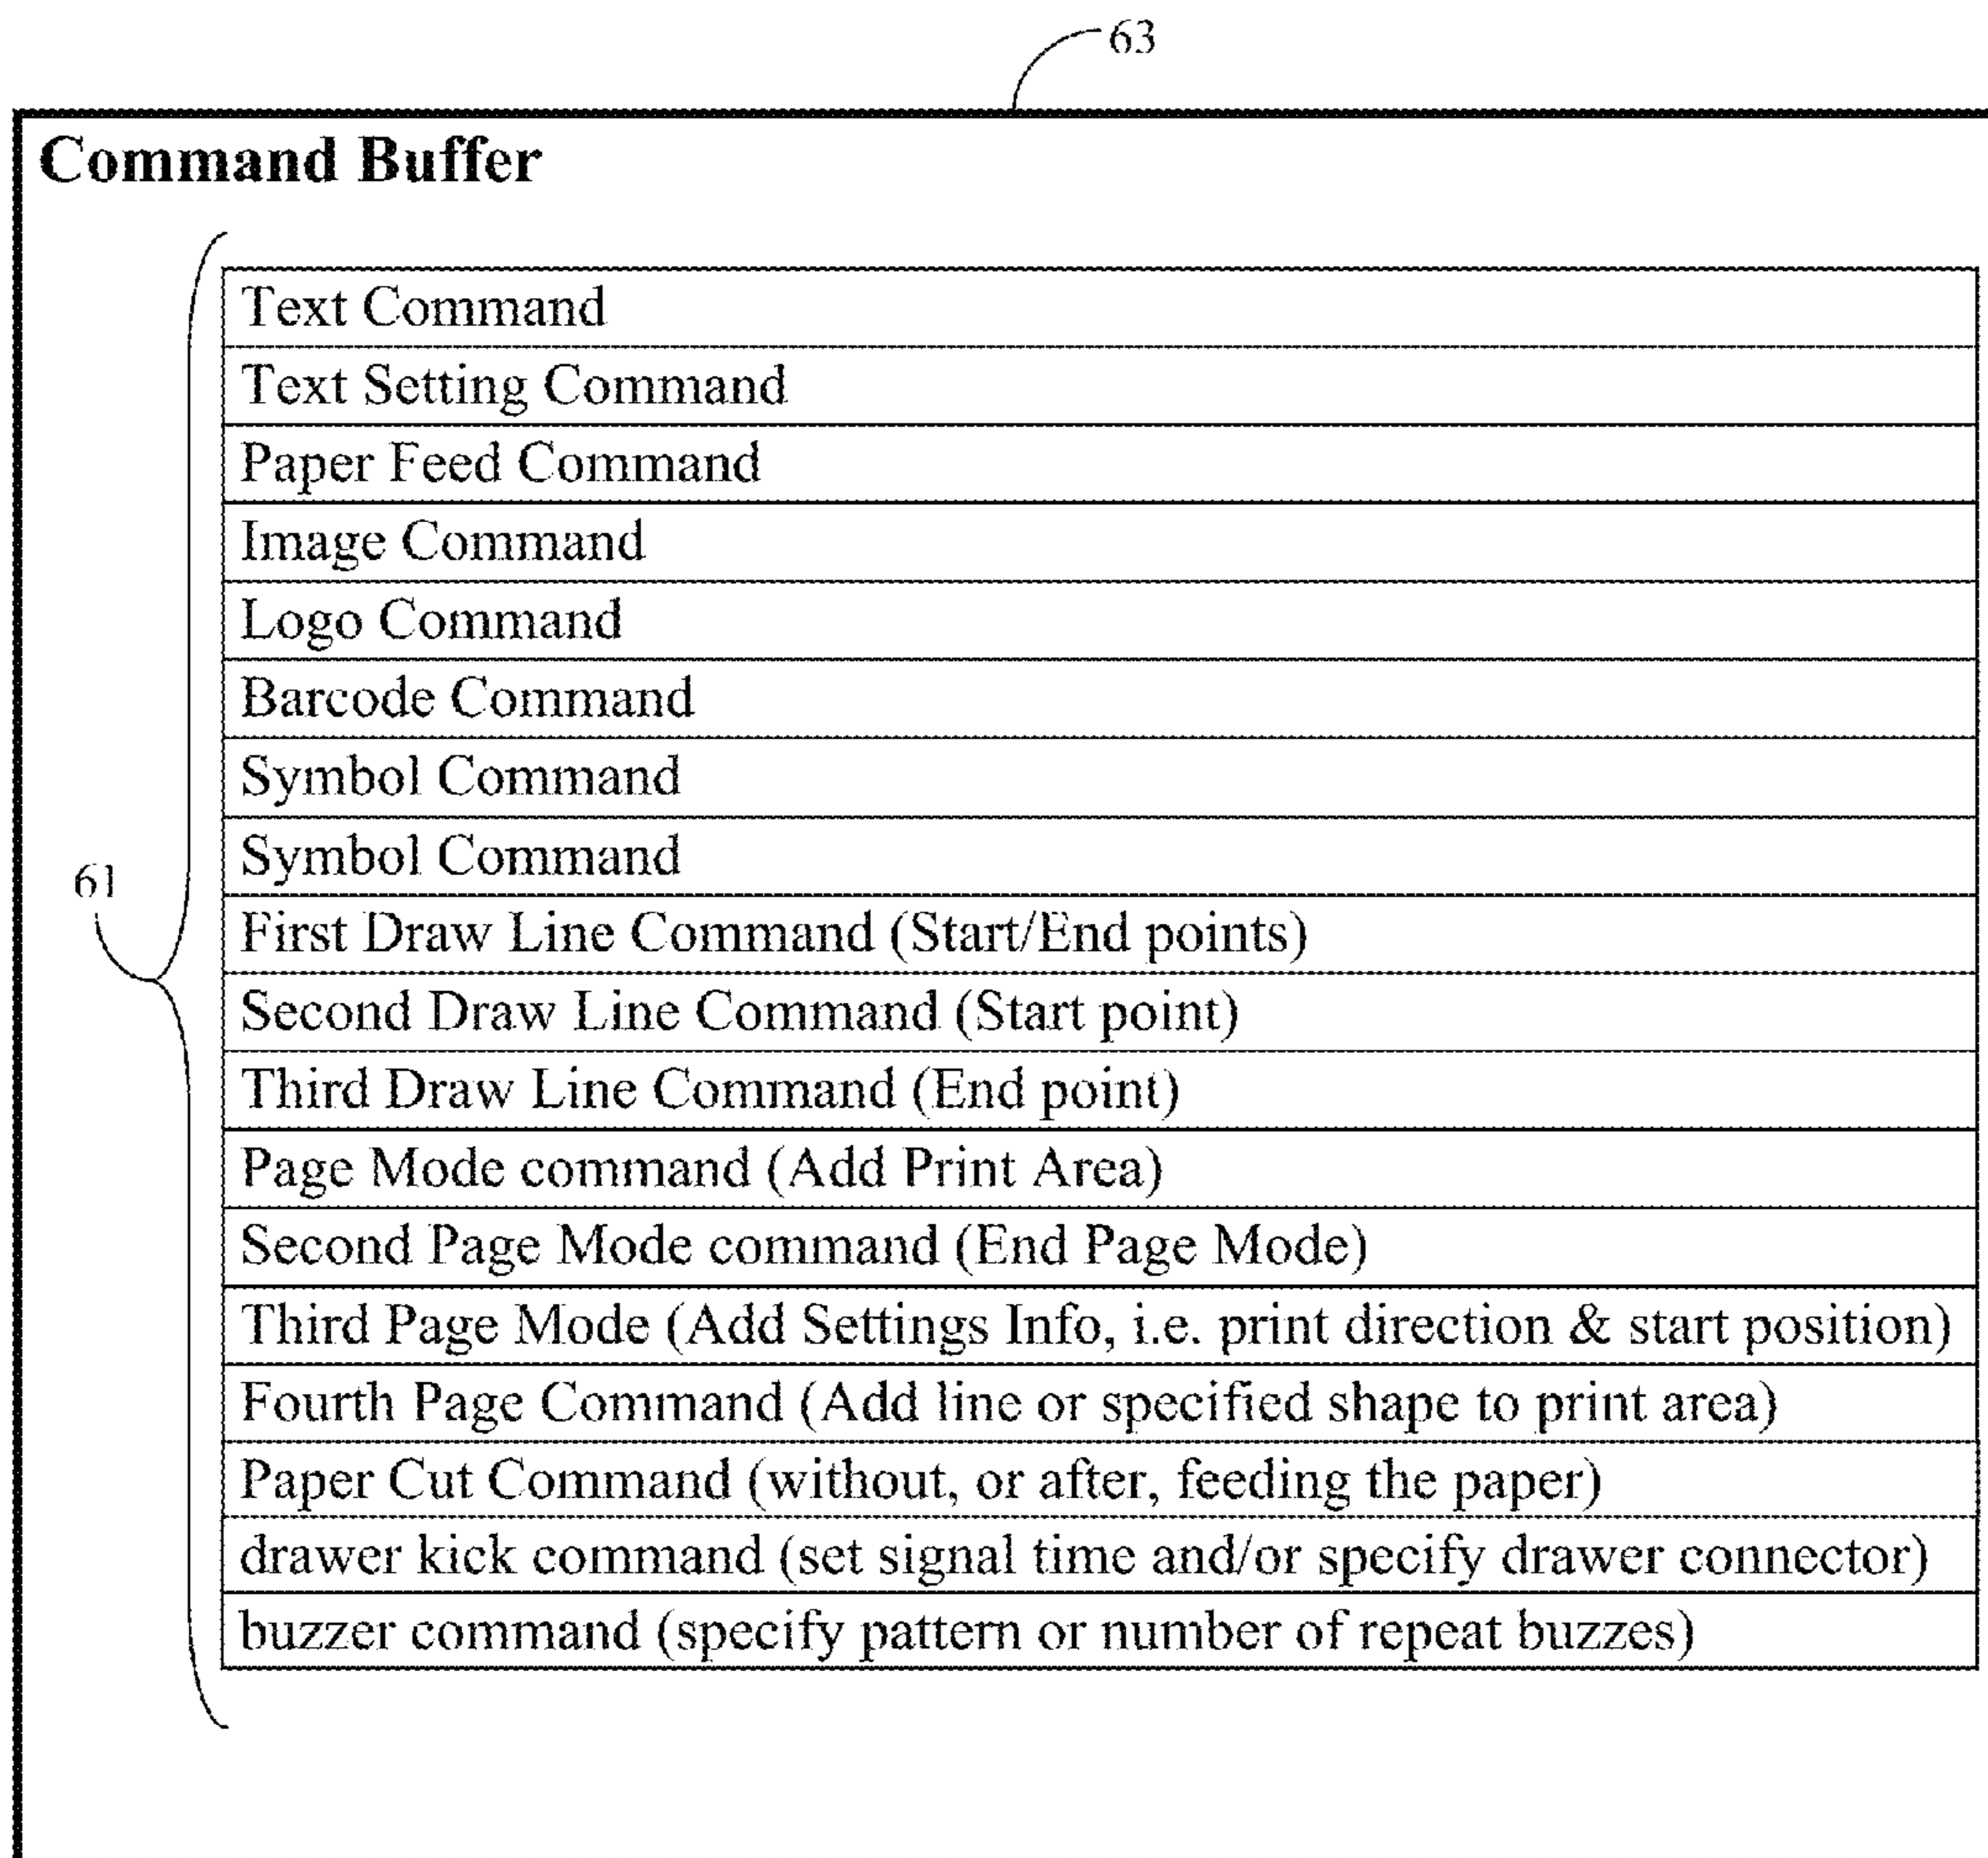 63
Command Buffer
Text Command
Text Setting Command
Paper Feed Command
Image Command
Logo Command
Barcode Command
Symbol Command
Symbol Command
61
First Draw Line Command (Start/End points)
Second Draw Line Command (Start point)
Third Draw Line Command (End point)
Page Mode command (Add Print Area)
Second Page Mode command (End Page Mode)
Third Page Mode (Add Settings Info, i.e. print direction & start position)
Fourth Page Command (Add line or specified shape to print area)
Paper Cut Command (without, or after, feeding the paper)
drawer kick command (set signal time and/or specify drawer connector)
buzzer command (specify pattern or number of repeat buzzes)